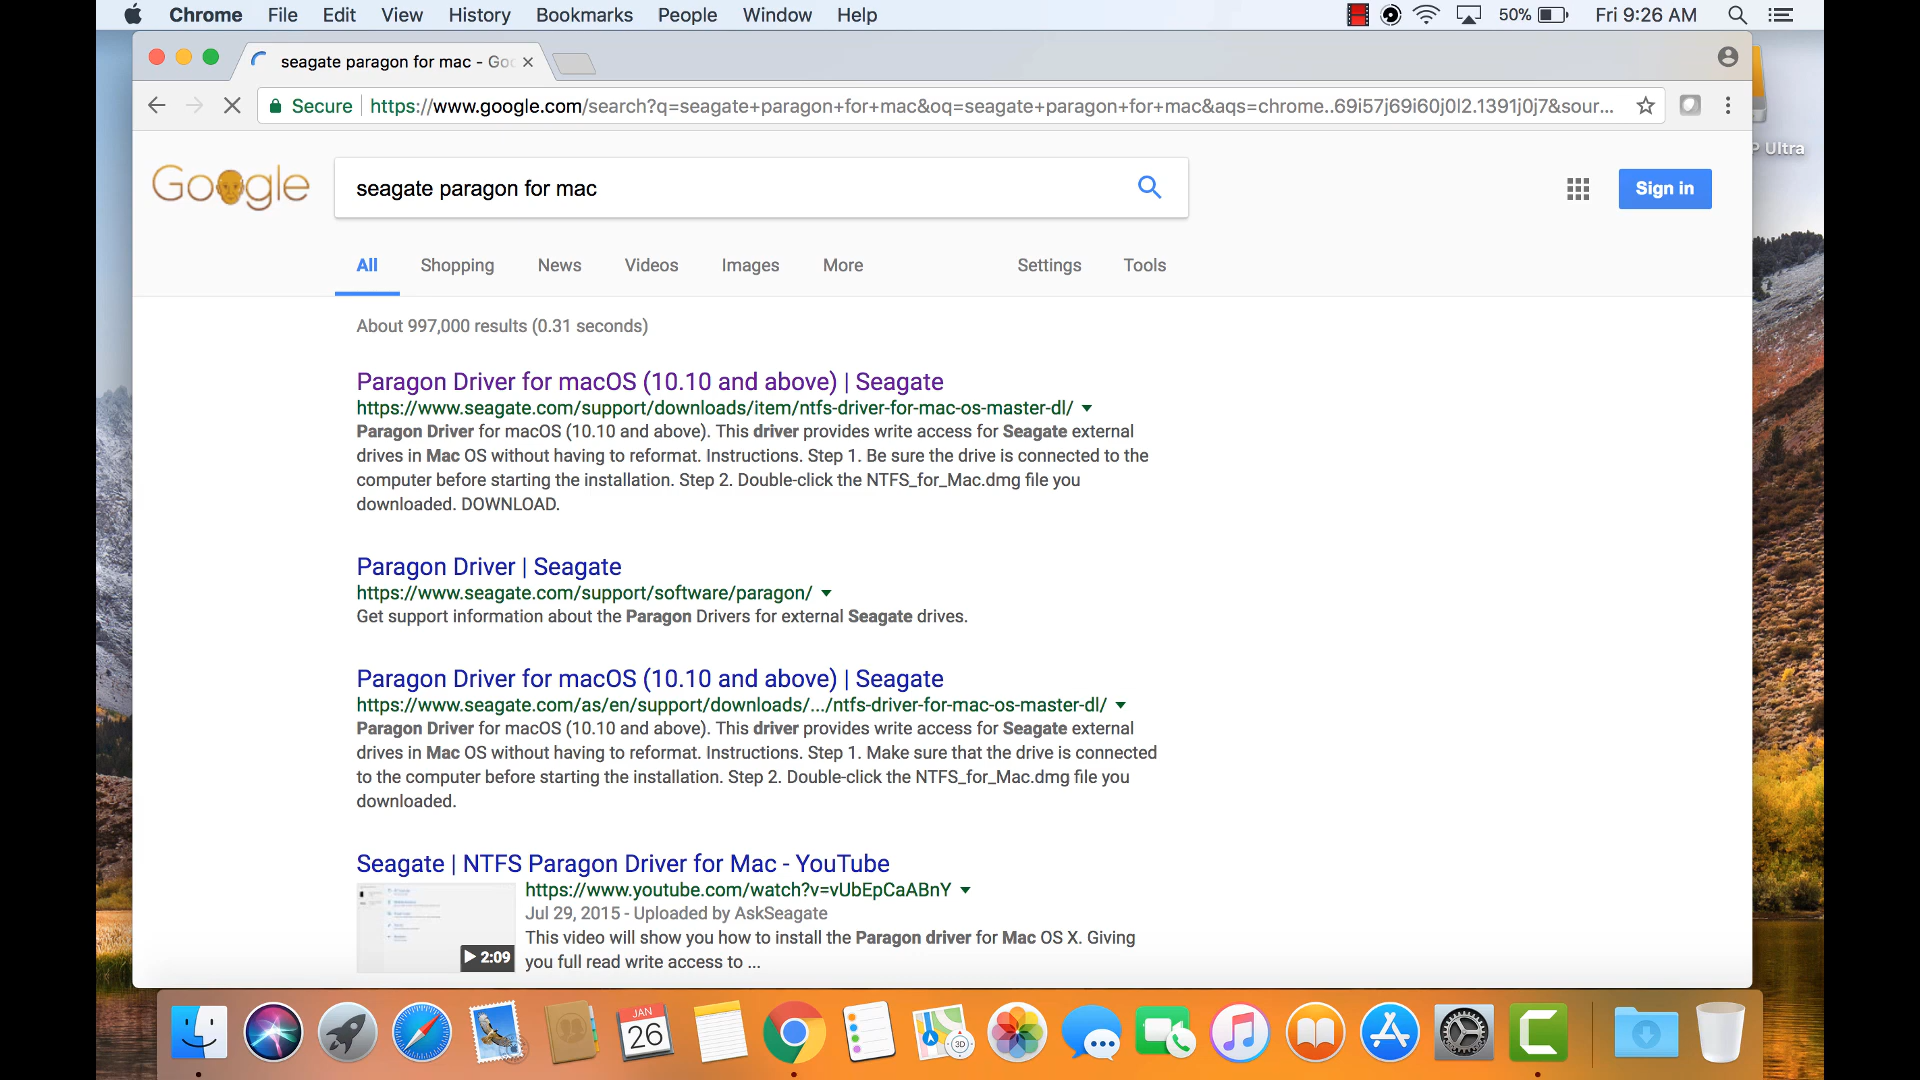 Chrome File Edit View History Bookmarks People Window Help 50% Fri 9:26 AM
seagate paragon for mac - Goo
Secure https://www.google.com/search?q=seagate+paragon+for+mac&oq=seagate+paragon+for+mac&aqs=chrome..69i57j69i60j0l2.1391j0j7&sour...
P Ultra
Google seagate paragon for mac Sign in
All Shopping News Videos Images More Settings Tools
About 997,000 results (0.31 seconds)
Paragon Driver for macOS (10.10 and above) | Seagate
https://www.seagate.com/support/downloads/item/ntfs-driver-for-mac-os-master-dl/
Paragon Driver for macOS (10.10 and above). This driver provides write access for Seagate external
drives in Mac OS without having to reformat. Instructions. Step 1. Be sure the drive is connected to the
computer before starting the installation. Step 2. Double-click the NTFS_for_Mac.dmg file you
downloaded. DOWNLOAD.
Paragon Driver | Seagate
https://www.seagate.com/support/software/paragon/
Get support information about the Paragon Drivers for external Seagate drives.
Paragon Driver for macOS (10.10 and above) | Seagate
https://www.seagate.com/as/en/support/downloads/.../ntfs-driver-for-mac-os-master-dl/
Paragon Driver for macOS (10.10 and above). This driver provides write access for Seagate external
drives in Mac OS without having to reformat. Instructions. Step 1. Make sure that the drive is connected
to the computer before starting the installation. Step 2. Double-click the NTFS_for_Mac.dmg file you
downloaded.
Seagate | NTFS Paragon Driver for Mac - YouTube
https://www.youtube.com/watch?v=vUbEpCaABnY
Jul 29, 2015 - Uploaded by AskSeagate
This video will show you how to install the Paragon driver for Mac OS X. Giving
2:09 you full read write access to ...
JAN
26
3D